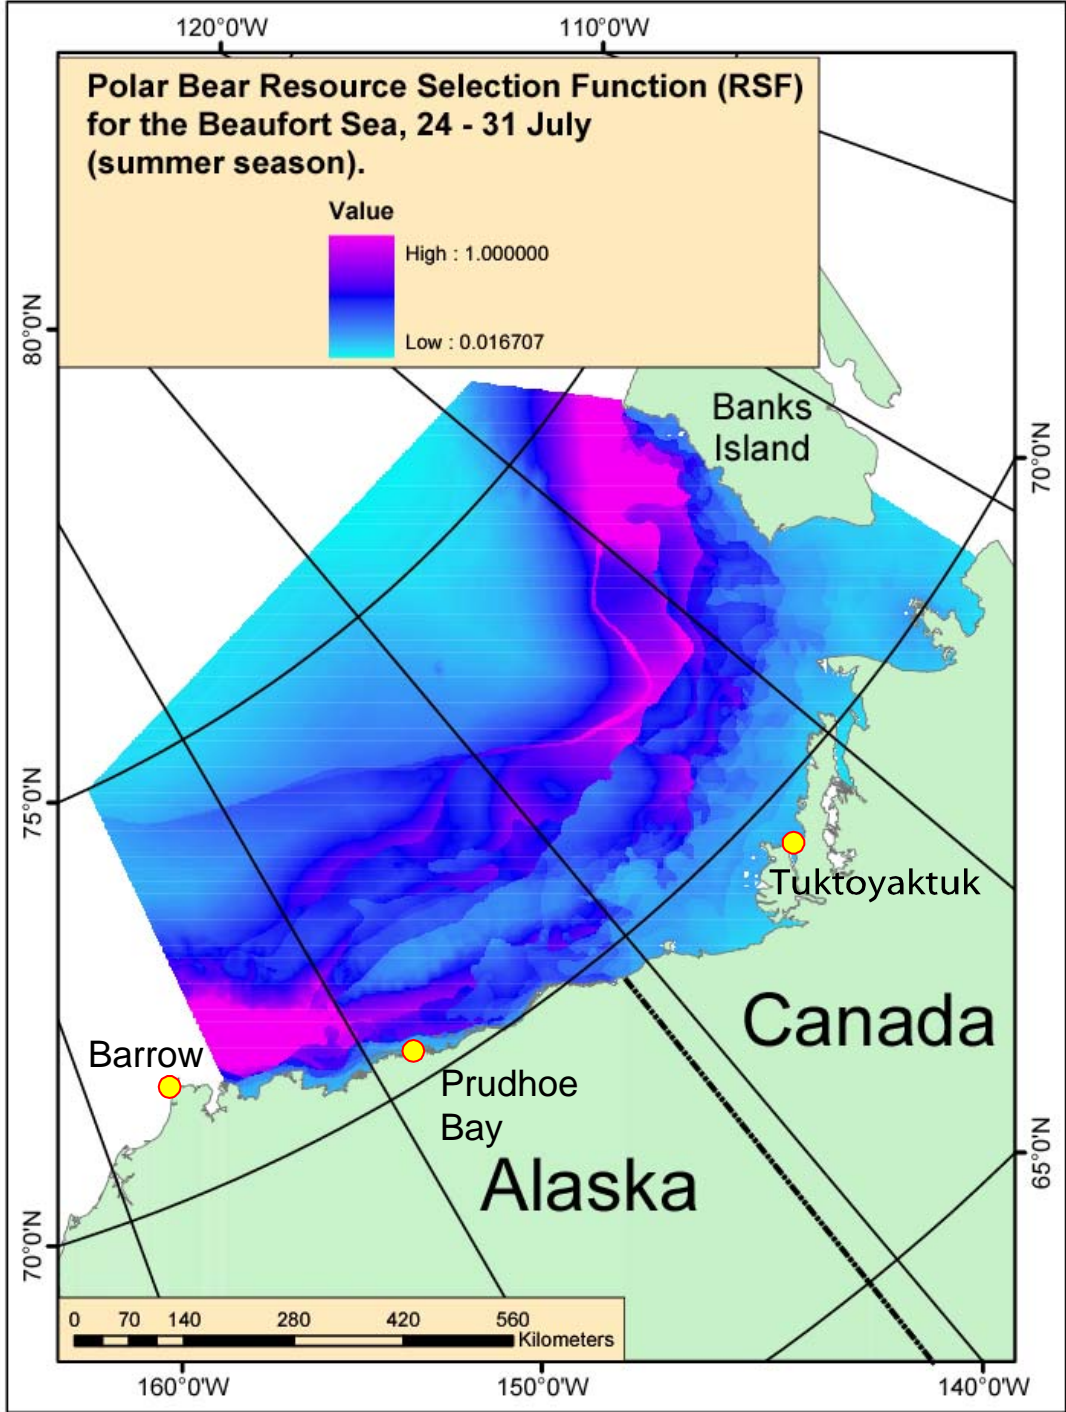 120°0'W 110°0'W
Polar Bear Resource Selection Function (RSF)
for the Beaufort Sea, 24 - 31 July
(summer season).
Value
High : 1.000000
Low : 0.016707
80°0'N
70°0'N
Banks
Island
75°0'N
Tuktoyaktuk
Canada
Barrow
Prudhoe
Bay
Alaska
65°0'N
70°0'N
0 70 140 280 420 560
Kilometers
160°0'W 150°0'W 140°0'W